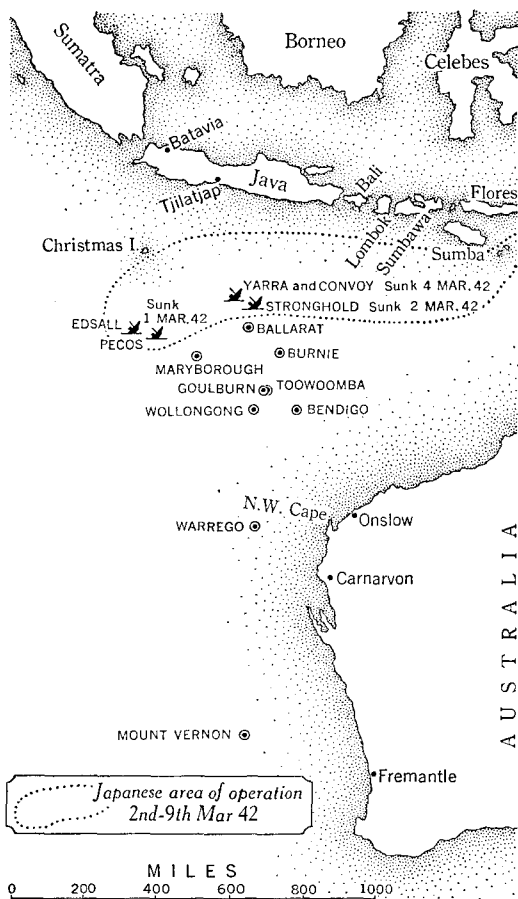 Sumatra
Borneo
Celebes
Batavia
Java
Tjilatjap
Bali
Lombok
Sumbawa
Flores
Sumba
Christmas I.
YARRA and CONVOY Sunk 4 MAR. 42
STRONGHOLD Sunk 2 MAR. 42
Sunk
1 MAR. 42
EDSALL
PECOS
BALLARAT
BURNIE
MARYBOROUGH
GOULBURN
TOOWOOMBA
WOLLONGONG
BENDIGO
N.W. Cape
WARREGO
Onslow
Carnarvon
AUSTRALIA
MOUNT VERNON
Fremantle
Japanese area of operation
2nd-9th Mar 42
MILES
0 200 400 600 800 1000